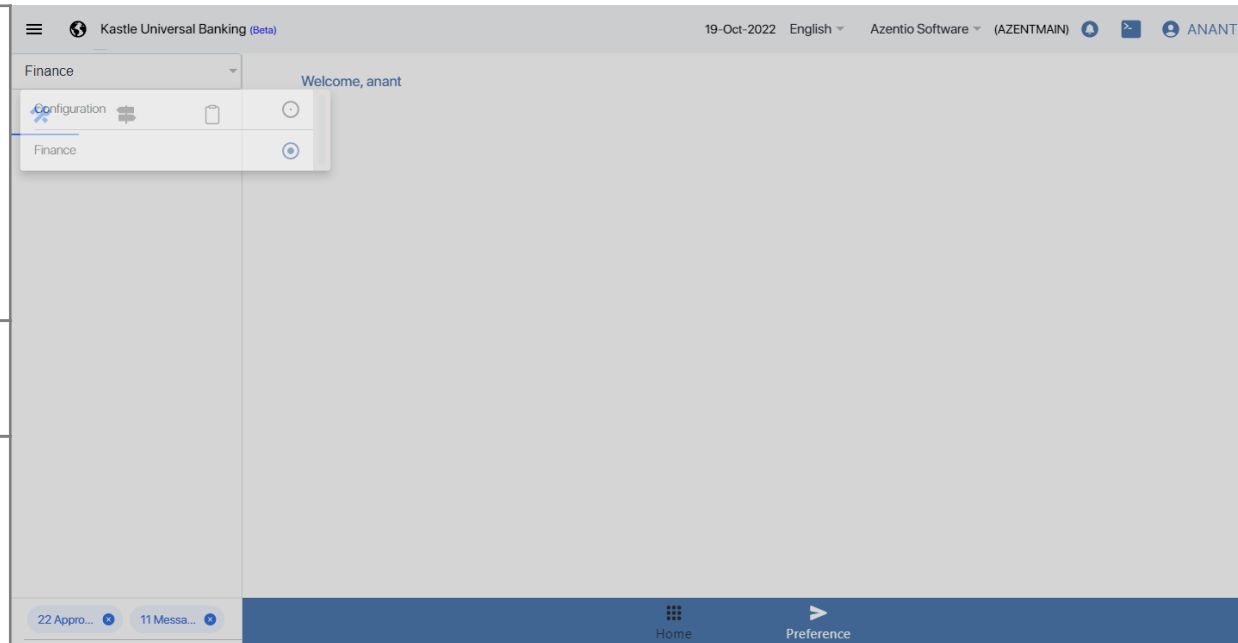 Kastle Universal Banking (Beta) 19-Oct-2022 English Azentio Software (AZENTMAIN) ANANT
Finance
Welcome, anant
Configuration
Finance
22 Appro... 11 Messa...
Home Preference